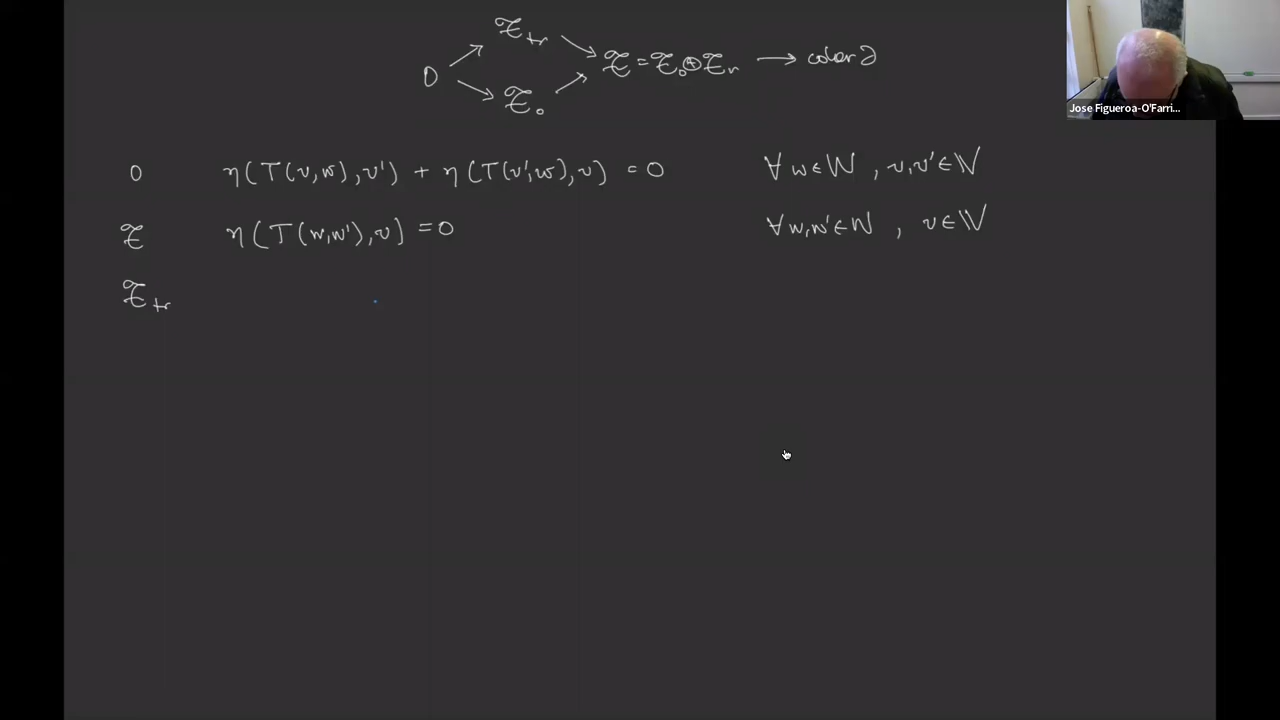 𝒯_tr
0 𝒯 = 𝒯_0 ⊕ 𝒯_tr → coker ∂
𝒯_0
0 η(T(v,w),v') + η(T(v',w),v) = 0 ∀ w ∈ W , v,v' ∈ V
𝒯 η(T(w,w'),v) = 0 ∀ w,w' ∈ W , v ∈ V
𝒯_tr
Jose Figueroa-O'Farri...